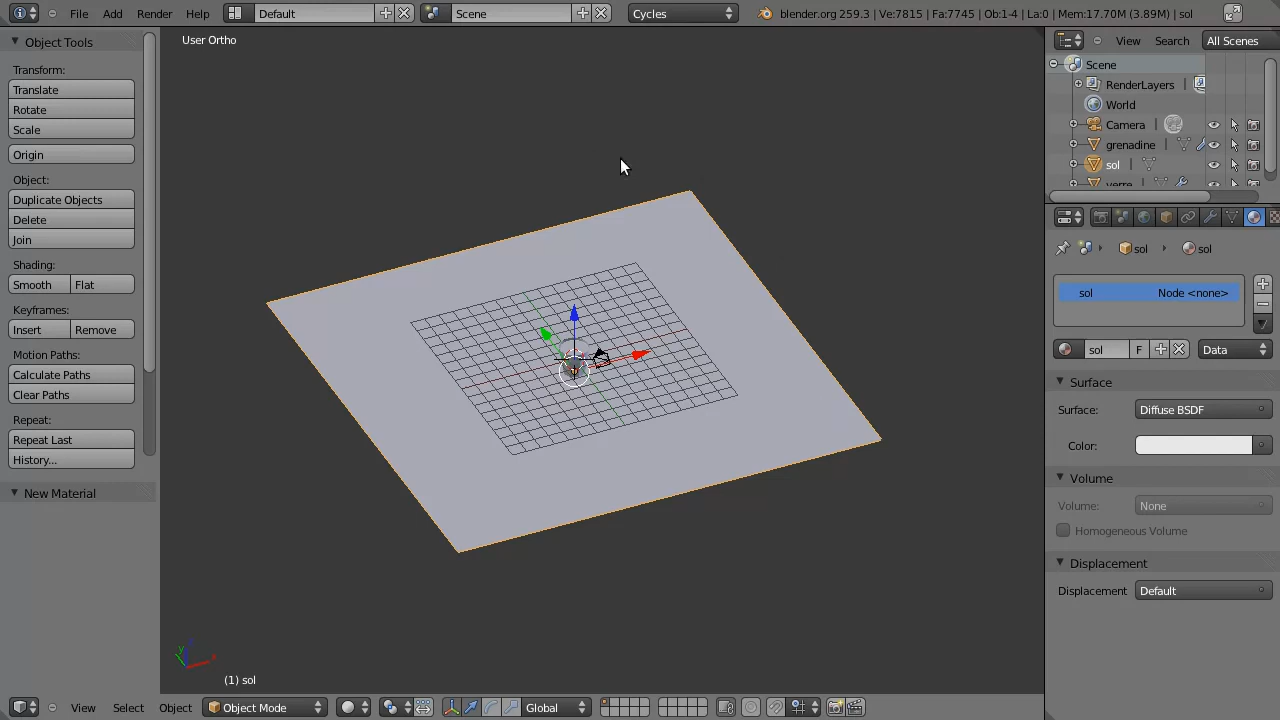 File Add Render Help Default Scene Cycles blender.org 259.3 | Ve:7815 | Fa:7745 | Ob:1-4 | La:0 | Mem:17.70M (3.89M) | sol
Object Tools
Transform:
Translate
Rotate
Scale
Origin
Object:
Duplicate Objects
Delete
Join
Shading:
Smooth Flat
Keyframes:
Insert Remove
Motion Paths:
Calculate Paths
Clear Paths
Repeat:
Repeat Last
History...
New Material
User Ortho
y
x
(1) sol
View Select Object Object Mode Global
View Search All Scenes
Scene
RenderLayers |
World
Camera |
grenadine |
sol |
verre |
sol sol
sol Node <none>
sol F Data
Surface
Surface: Diffuse BSDF
Color:
Volume
Volume: None
Homogeneous Volume
Displacement
Displacement Default